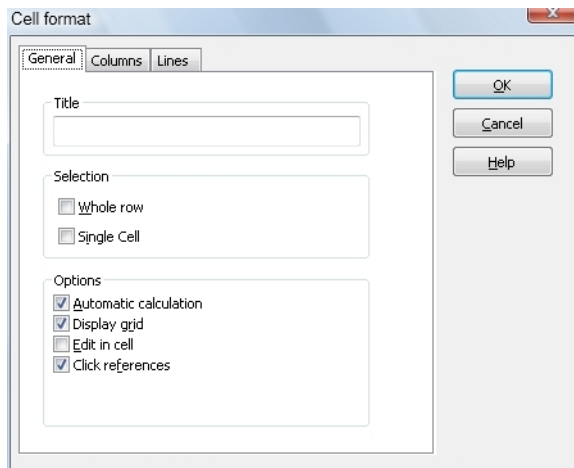 Cell format
General Columns Lines
Title
Selection
Whole row
Single Cell
Options
Automatic calculation
Display grid
Edit in cell
Click references
OK
Cancel
Help